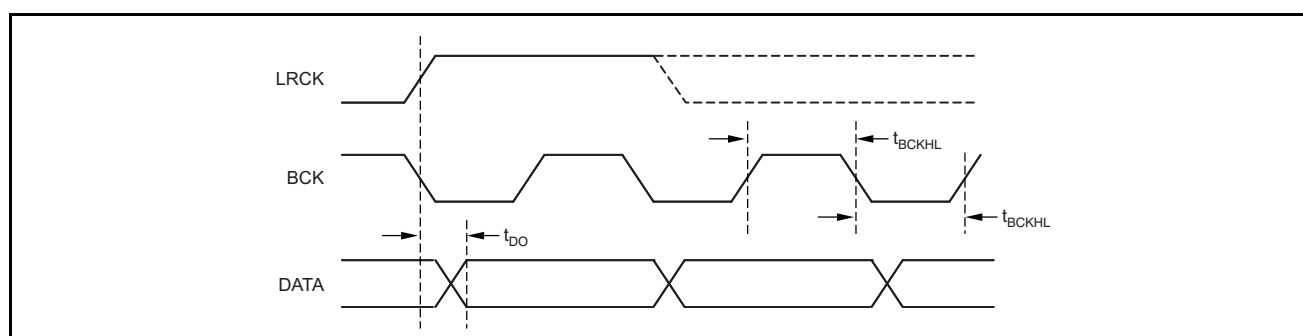 LRCK
t_BCKHL
BCK
t_BCKHL
t_DO
DATA